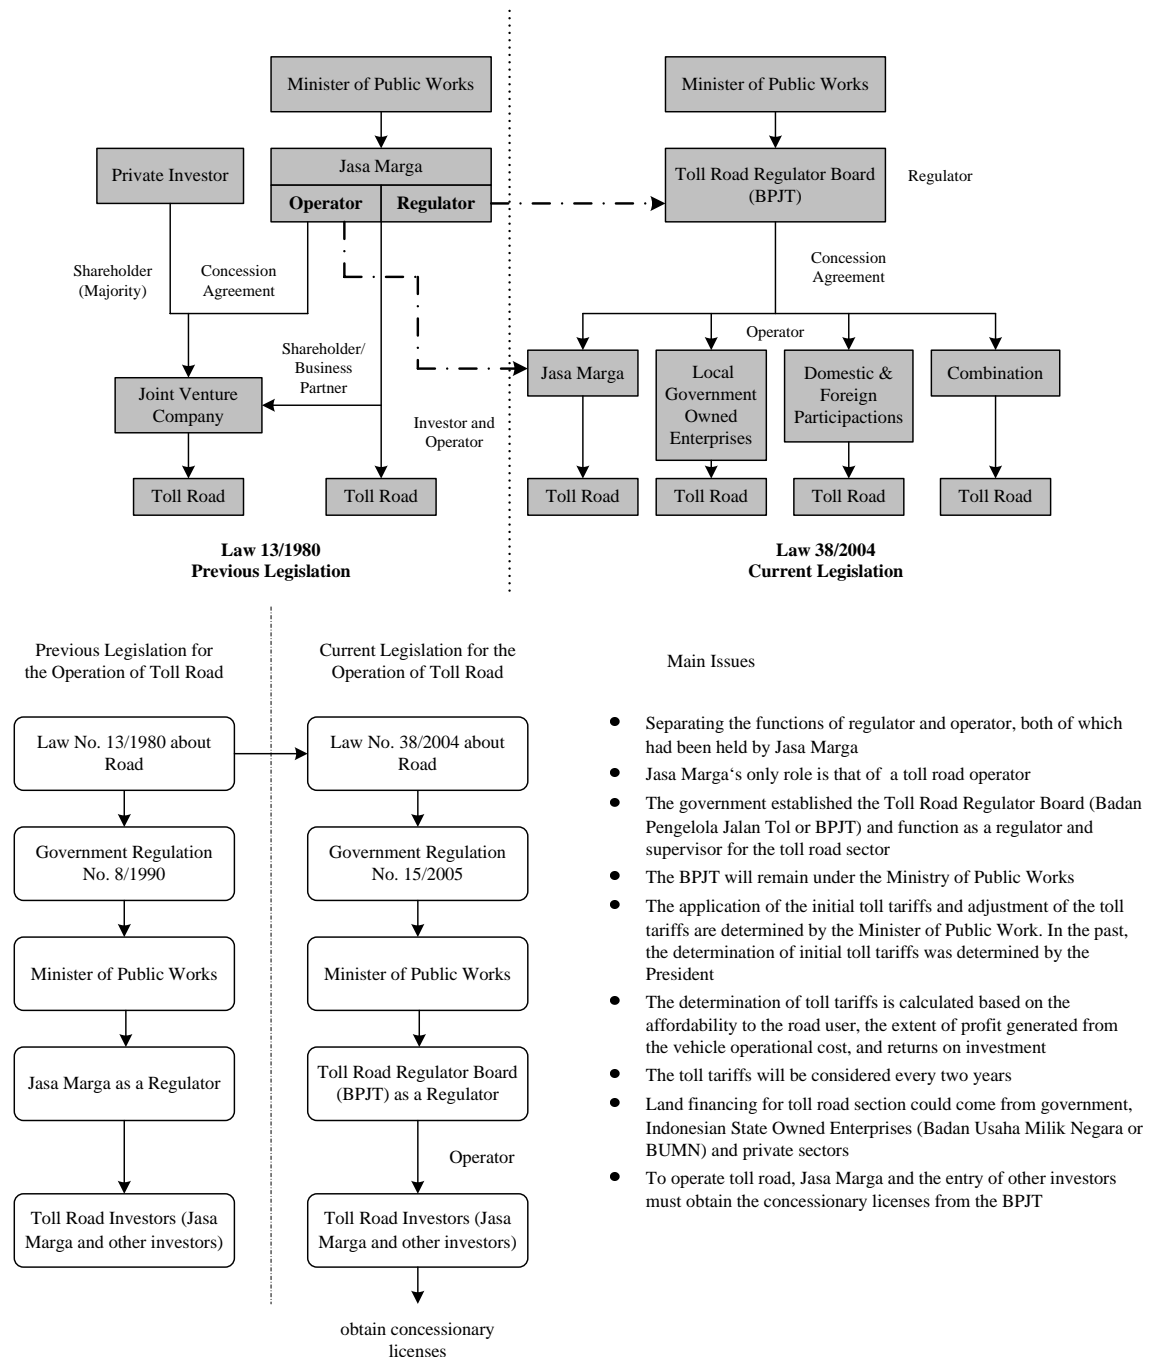 Minister of Public Works
Private Investor
Jasa Marga
Operator
Regulator
Shareholder
(Majority)
Concession
Agreement
Shareholder/
Business
Partner
Joint Venture
Company
Investor and
Operator
Toll Road
Toll Road
Law 13/1980
Previous Legislation
Minister of Public Works
Toll Road Regulator Board
(BPJT)
Regulator
Concession
Agreement
Operator
Jasa Marga
Local
Government
Owned
Enterprises
Domestic &
Foreign
Participactions
Combination
Toll Road
Toll Road
Toll Road
Toll Road
Law 38/2004
Current Legislation
Previous Legislation for
the Operation of Toll Road
Law No. 13/1980 about
Road
Government Regulation
No. 8/1990
Minister of Public Works
Jasa Marga as a Regulator
Toll Road Investors (Jasa
Marga and other investors)
Current Legislation for the
Operation of Toll Road
Law No. 38/2004 about
Road
Government Regulation
No. 15/2005
Minister of Public Works
Toll Road Regulator Board
(BPJT) as a Regulator
Operator
Toll Road Investors (Jasa
Marga and other investors)
obtain concessionary
licenses
Main Issues
● Separating the functions of regulator and operator, both of which
had been held by Jasa Marga
● Jasa Marga‘s only role is that of a toll road operator
● The government established the Toll Road Regulator Board (Badan
Pengelola Jalan Tol or BPJT) and function as a regulator and
supervisor for the toll road sector
● The BPJT will remain under the Ministry of Public Works
● The application of the initial toll tariffs and adjustment of the toll
tariffs are determined by the Minister of Public Work. In the past,
the determination of initial toll tariffs was determined by the
President
● The determination of toll tariffs is calculated based on the
affordability to the road user, the extent of profit generated from
the vehicle operational cost, and returns on investment
● The toll tariffs will be considered every two years
● Land financing for toll road section could come from government,
Indonesian State Owned Enterprises (Badan Usaha Milik Negara or
BUMN) and private sectors
● To operate toll road, Jasa Marga and the entry of other investors
must obtain the concessionary licenses from the BPJT